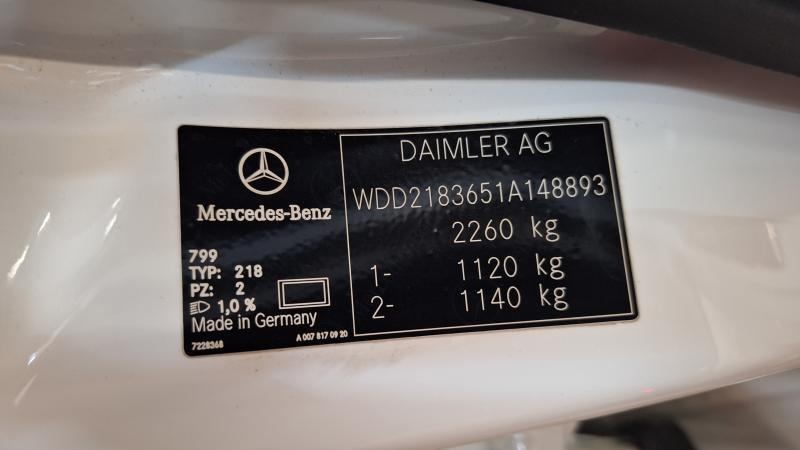 Mercedes-Benz
799
TYP: 218
PZ: 2
1,0 %
Made in Germany
7228368
A 007 817 09 20
DAIMLER AG
WDD2183651A148893
2260 kg
1- 1120 kg
2- 1140 kg